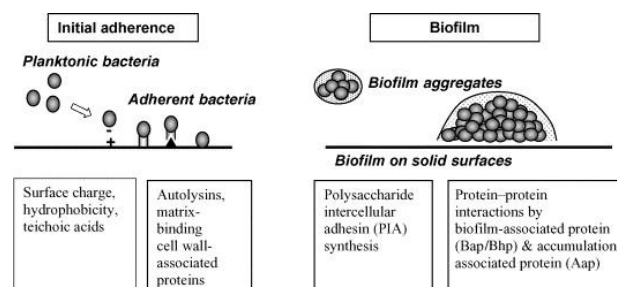 Initial adherence
Biofilm
Planktonic bacteria
Adherent bacteria
Biofilm aggregates
-
+
Biofilm on solid surfaces
Surface charge,
hydrophobicity,
teichoic acids
Autolysins,
matrix-
binding
cell wall-
associated
proteins
Polysaccharide
intercellular
adhesin (PIA)
synthesis
Protein–protein
interactions by
biofilm-associated protein
(Bap/Bhp) & accumulation
associated protein (Aap)